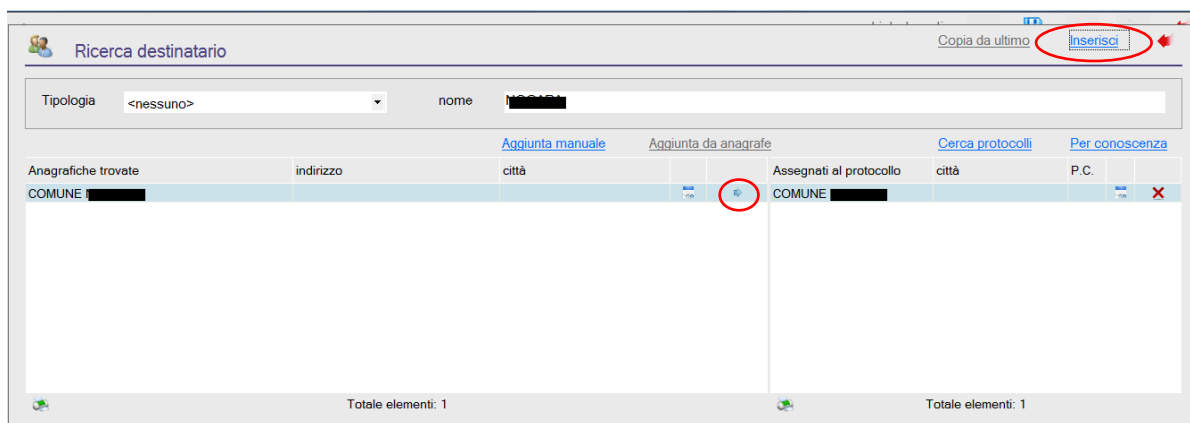 Ricerca destinatario
Copia da ultimo
Inserisci
Tipologia <nessuno> nome
Aggiunta manuale Aggiunta da anagrafe Cerca protocolli Per conoscenza
Anagrafiche trovate indirizzo città Assegnati al protocollo città P.C.
COMUNE COMUNE
Totale elementi: 1 Totale elementi: 1